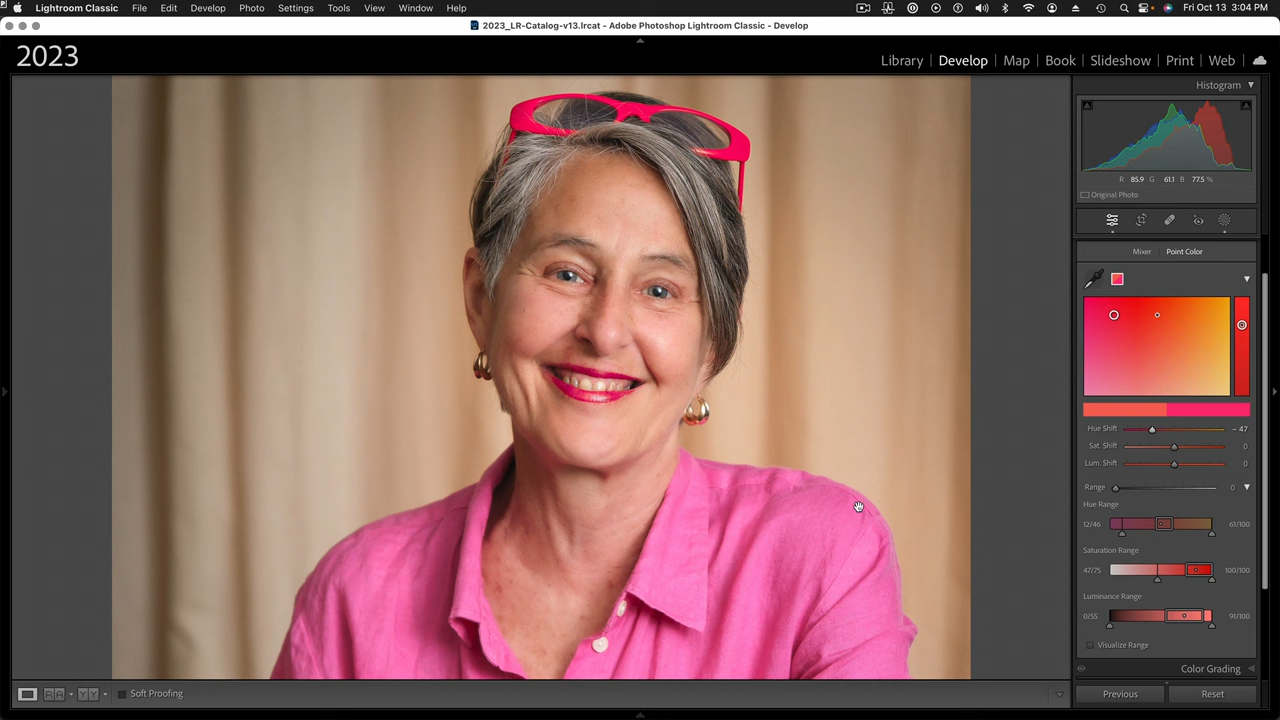 Lightroom Classic File Edit Develop Photo Settings Tools View Window Help Fri Oct 13 3:04 PM
2023_LR-Catalog-v13.lrcat - Adobe Photoshop Lightroom Classic - Develop
2023 Library | Develop | Map | Book | Slideshow | Print | Web
Histogram
R 85.9 G 61.1 B 77.5 %
Original Photo
Mixer Point Color
Hue Shift - 47
Sat. Shift 0
Lum. Shift 0
Range 0
Hue Range
12/46 61/100
Saturation Range
47/75 100/100
Luminance Range
0/55 91/100
Visualize Range
Color Grading
Soft Proofing Previous Reset